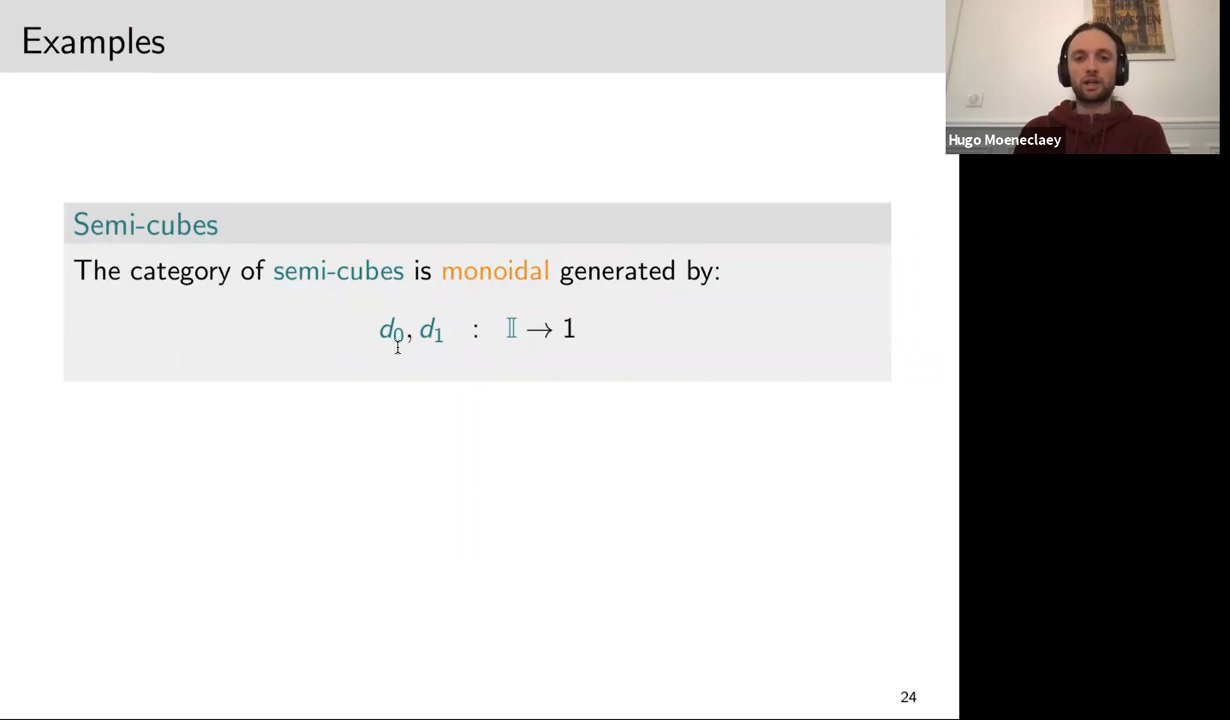 Examples
Hugo Moeneclaey
Semi-cubes
The category of semi-cubes is monoidal generated by:
d₀, d₁ : 𝕀 → 1
24